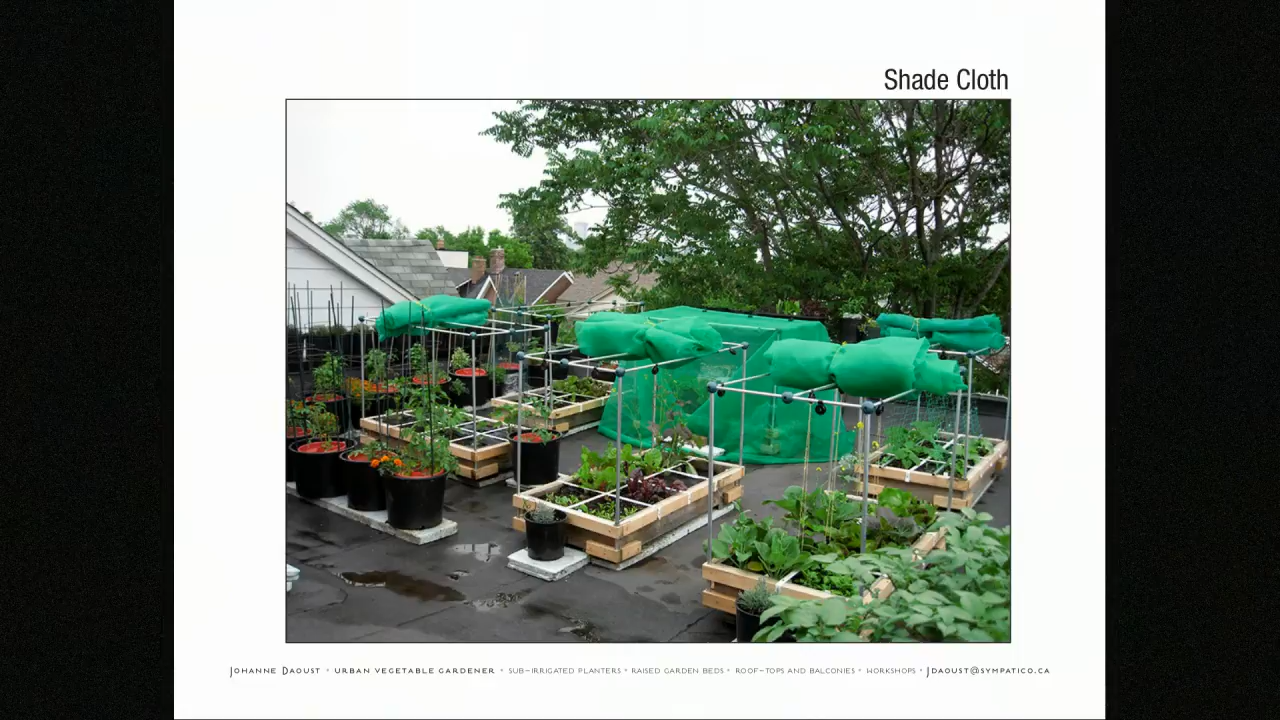 Shade Cloth
Johanne Daoust • urban vegetable gardener • sub-irrigated planters • raised garden beds • roof-tops and balconies • workshops • jdaoust@sympatico.ca